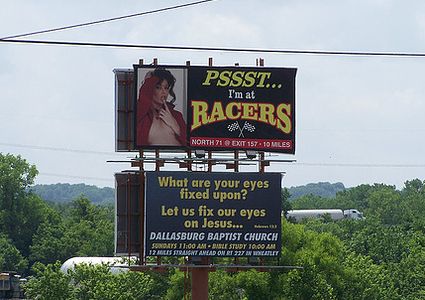 PSSST...
I'm at
RACERS
NORTH 71 @ EXIT 157 • 10 MILES
What are your eyes
fixed upon?
Let us fix our eyes
on Jesus...
Hebrews 12:2
DALLASBURG BAPTIST CHURCH
SUNDAYS 11:00 AM • BIBLE STUDY 10:00 AM
12 MILES STRAIGHT AHEAD ON RT 227 IN WHEATLEY